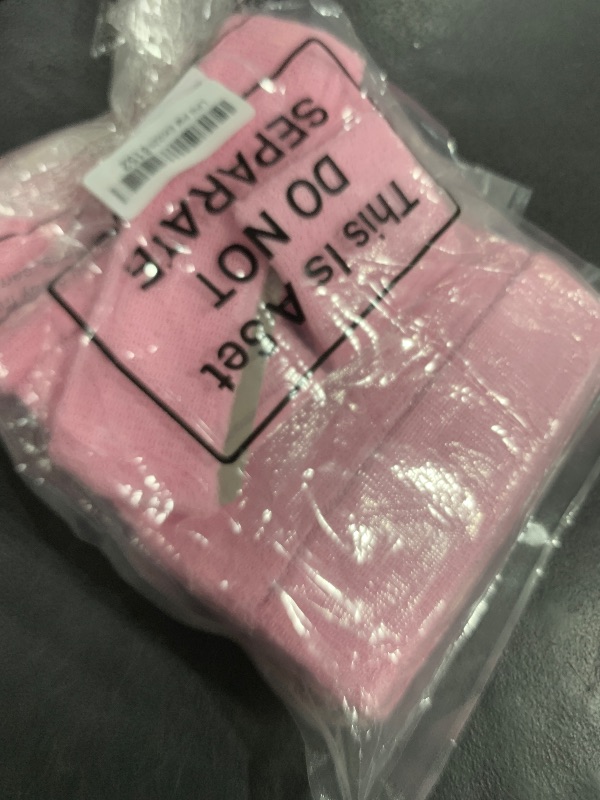 This Is A Set
DO NOT
SEPARATE